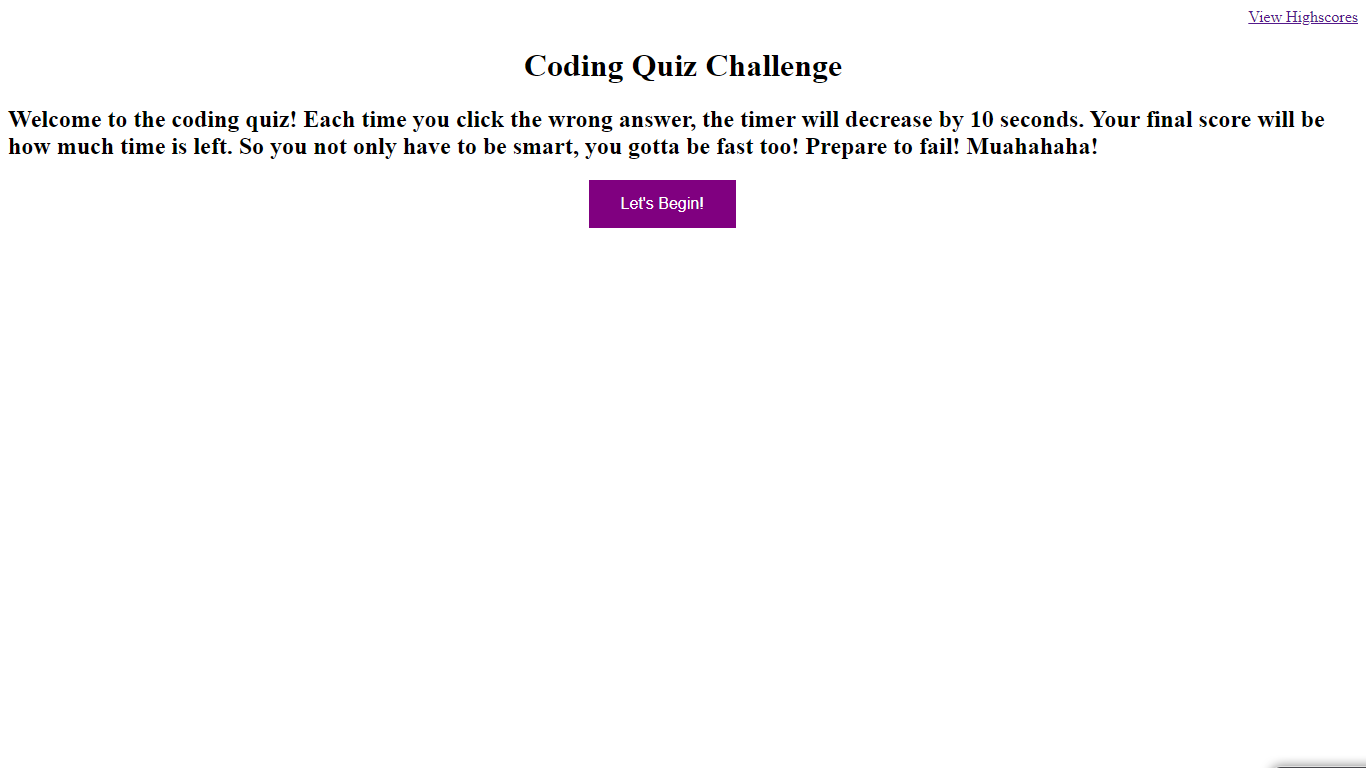 View Highscores
Coding Quiz Challenge
Welcome to the coding quiz! Each time you click the wrong answer, the timer will decrease by 10 seconds. Your final score will be
how much time is left. So you not only have to be smart, you gotta be fast too! Prepare to fail! Muahahaha!
Let's Begin!